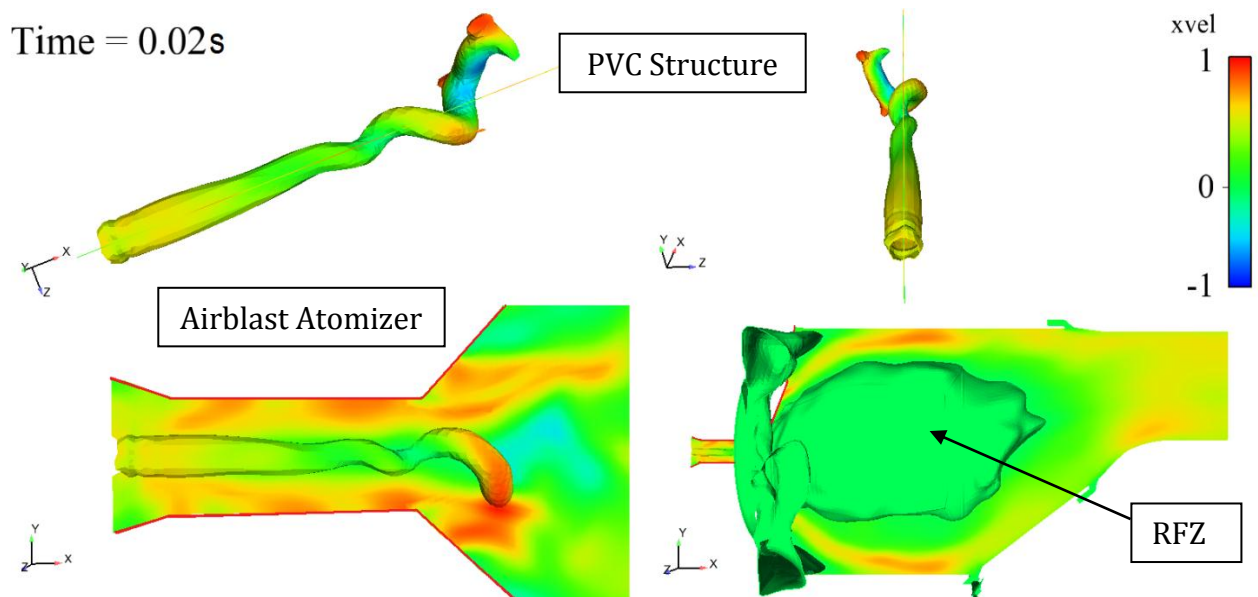 Time = 0.02s
PVC Structure
xvel
1
0
-1
Y
X
Z
Y
X
Z
Airblast Atomizer
Y
X
Z
Y
X
Z
RFZ